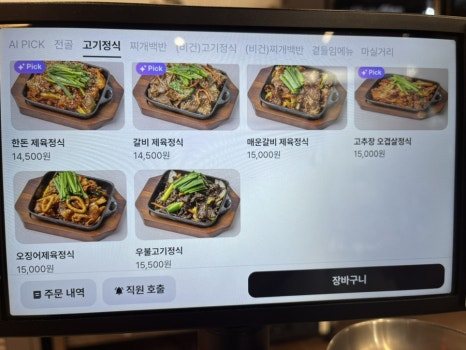 AI PICK 전골 고기정식 찌개백반 (비건)고기정식 (비건)찌개백반 곁들임메뉴 마실거리
Pick Pick Pick
한돈 제육정식 갈비 제육정식 매운갈비 제육정식 고추장 오겹살정식
14,500원 14,500원 15,000원 15,000원
오징어제육정식 우불고기정식
15,000원 15,500원
주문 내역 직원 호출 장바구니